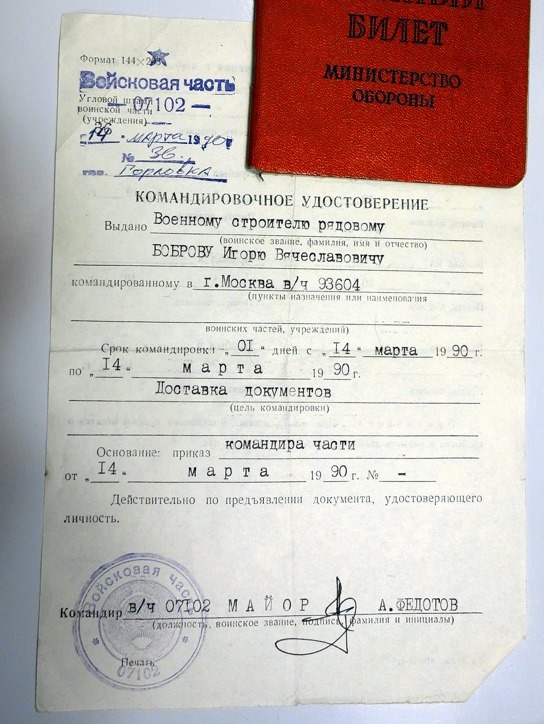 БИЛЕТ
МИНИСТЕРСТВО
ОБОРОНЫ
Формат 144×203
Войсковая часть
Угловой штамп
— 07102 —
воинской части
(учреждения)
марта 1990 г
№ 36
Горловка
КОМАНДИРОВОЧНОЕ УДОСТОВЕРЕНИЕ
Выдано Военному строителю рядовому
(воинское звание, фамилия, имя и отчество)
БОБРОВУ Игорю Вячеславовичу
командированному в г.Москва в/ч 93604
(пункты назначения или наименования
воинских частей, учреждений)
Срок командировки „01" дней с „14" марта 1990 г.
по „14" марта 1990 г.
Доставка документов
(цель командировки)
Основание: приказ командира части
от „14" марта 1990 г. № -
Действительно по предъявлении документа, удостоверяющего
личность.
Войсковая часть
Командир в/ч 07102 МАЙОР А.ФЕДОТОВ
(должность, воинское звание, подпись, фамилия и инициалы)
Печать
07102